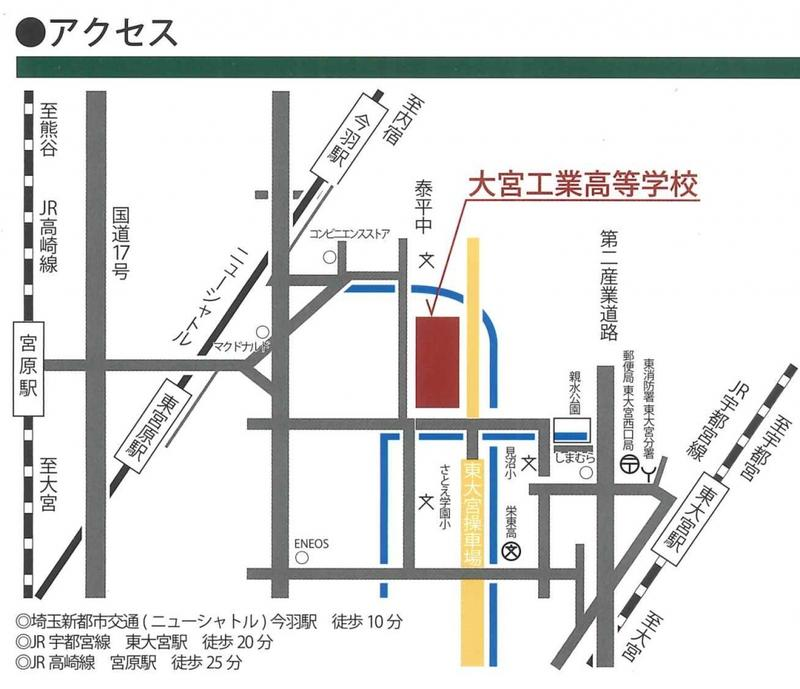 ●アクセス
至熊谷
JR高崎線
宮原駅
至大宮
国道17号
ニューシャトル
今羽駅
至内宿
東宮原駅
コンビニエンスストア
マクドナルド
泰平中
文
大宮工業高等学校
第二産業道路
親水公園
しまむら
郵便局 東大宮西口局
東消防署 東大宮分署
〒
見沼小
文
さとえ学園小
文
東大宮操車場
栄東高
文
ENEOS
JR宇都宮線
至宇都宮
東大宮駅
至大宮
◎埼玉新都市交通(ニューシャトル)今羽駅 徒歩10分
◎JR宇都宮線 東大宮駅 徒歩20分
◎JR高崎線 宮原駅 徒歩25分